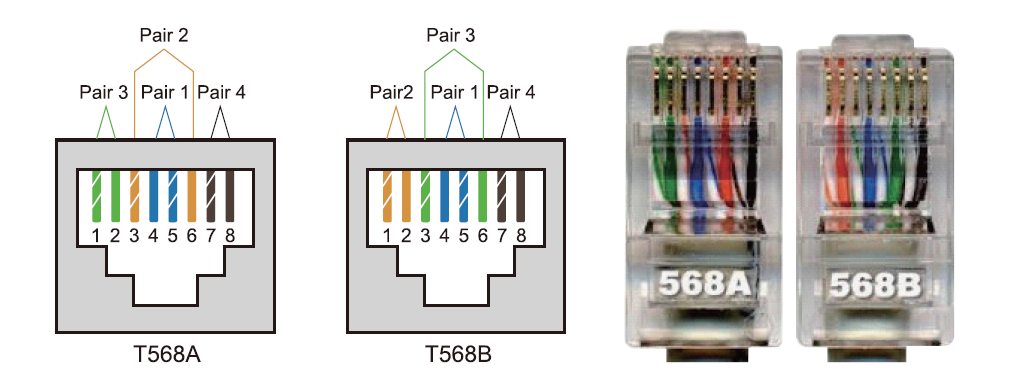 Pair 2
Pair 3 Pair 1 Pair 4
1 2 3 4 5 6 7 8
T568A
Pair 3
Pair2 Pair 1 Pair 4
1 2 3 4 5 6 7 8
T568B
568A
568B